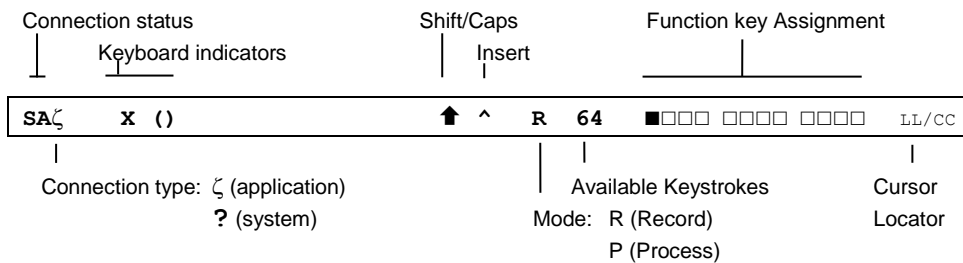 Connection status Shift/Caps Function key Assignment
Keyboard indicators Insert
SAζ X () ⬆ ^ R 64 ■□□□ □□□□ □□□□ LL/CC
Connection type: ζ (application) Available Keystrokes Cursor
? (system) Mode: R (Record) Locator
P (Process)